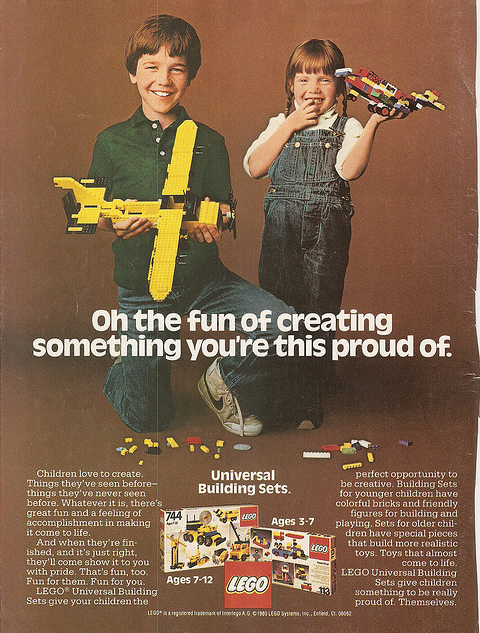 Oh the fun of creating
something you're this proud of.
Children love to create.
Things they've seen before—
things they've never seen
before. Whatever it is, there's
great fun and a feeling of
accomplishment in making
it come to life.
And when they're fin-
ished, and it's just right,
they'll come show it to you
with pride. That's fun, too.
Fun for them. Fun for you.
LEGO® Universal Building
Sets give your children the
Universal
Building Sets.
744
LEGO
Ages 3-7
LEGO
Ages 7-12
113
LEGO
perfect opportunity to
be creative. Building Sets
for younger children have
colorful bricks and friendly
figures for building and
playing. Sets for older chil-
dren have special pieces
that build more realistic
toys. Toys that almost
come to life.
LEGO Universal Building
Sets give children
something to be really
proud of. Themselves.
LEGO® is a registered trademark of Interlego A.G. © 1980 LEGO Systems, Inc., Enfield, Ct. 06082